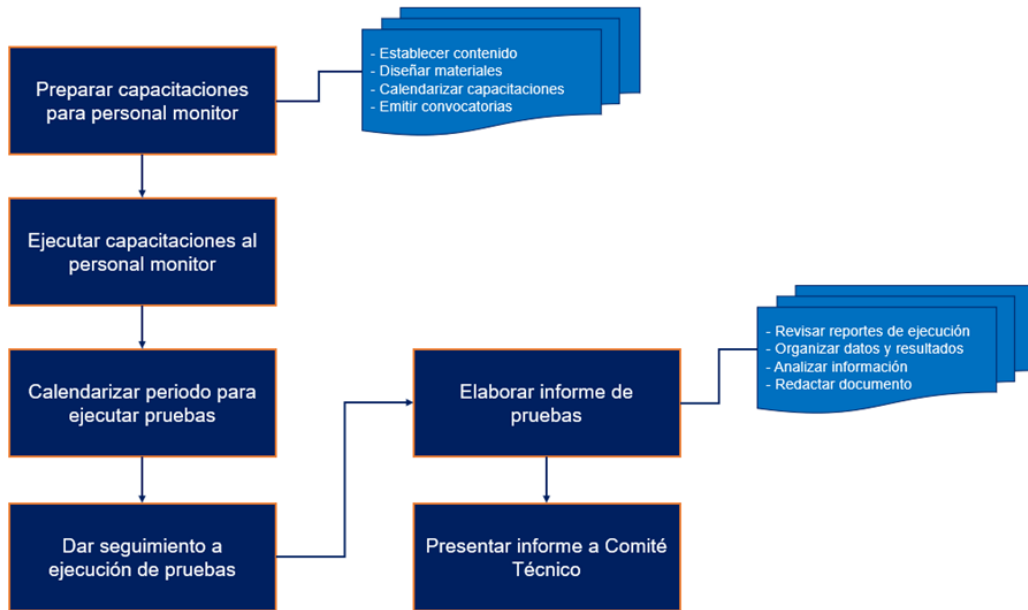 Preparar capacitaciones
para personal monitor
- Establecer contenido
- Diseñar materiales
- Calendarizar capacitaciones
- Emitir convocatorias
Ejecutar capacitaciones al
personal monitor
Calendarizar periodo para
ejecutar pruebas
Dar seguimiento a
ejecución de pruebas
Elaborar informe de
pruebas
- Revisar reportes de ejecución
- Organizar datos y resultados
- Analizar información
- Redactar documento
Presentar informe a Comité
Técnico